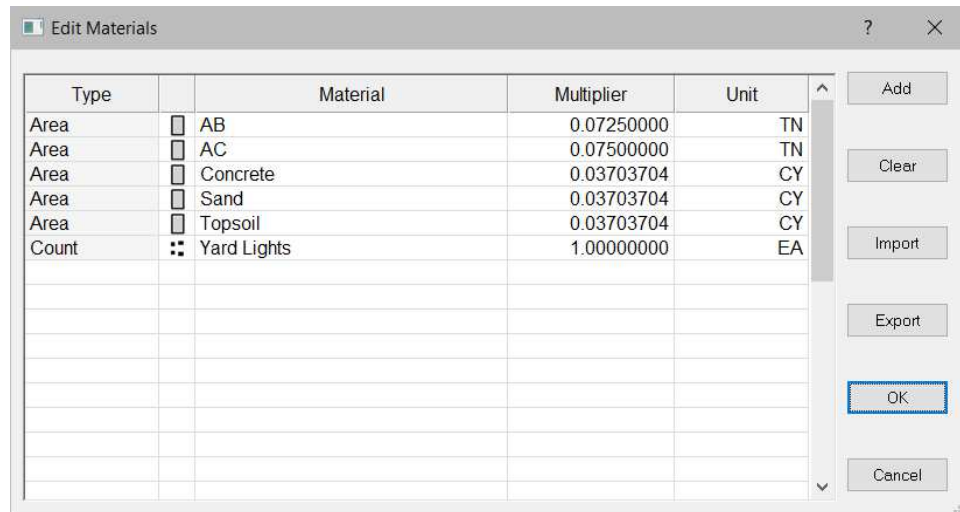 Edit Materials ? ×
Type Material Multiplier Unit
Area AB 0.07250000 TN
Area AC 0.07500000 TN
Area Concrete 0.03703704 CY
Area Sand 0.03703704 CY
Area Topsoil 0.03703704 CY
Count Yard Lights 1.00000000 EA
Add
Clear
Import
Export
OK
Cancel